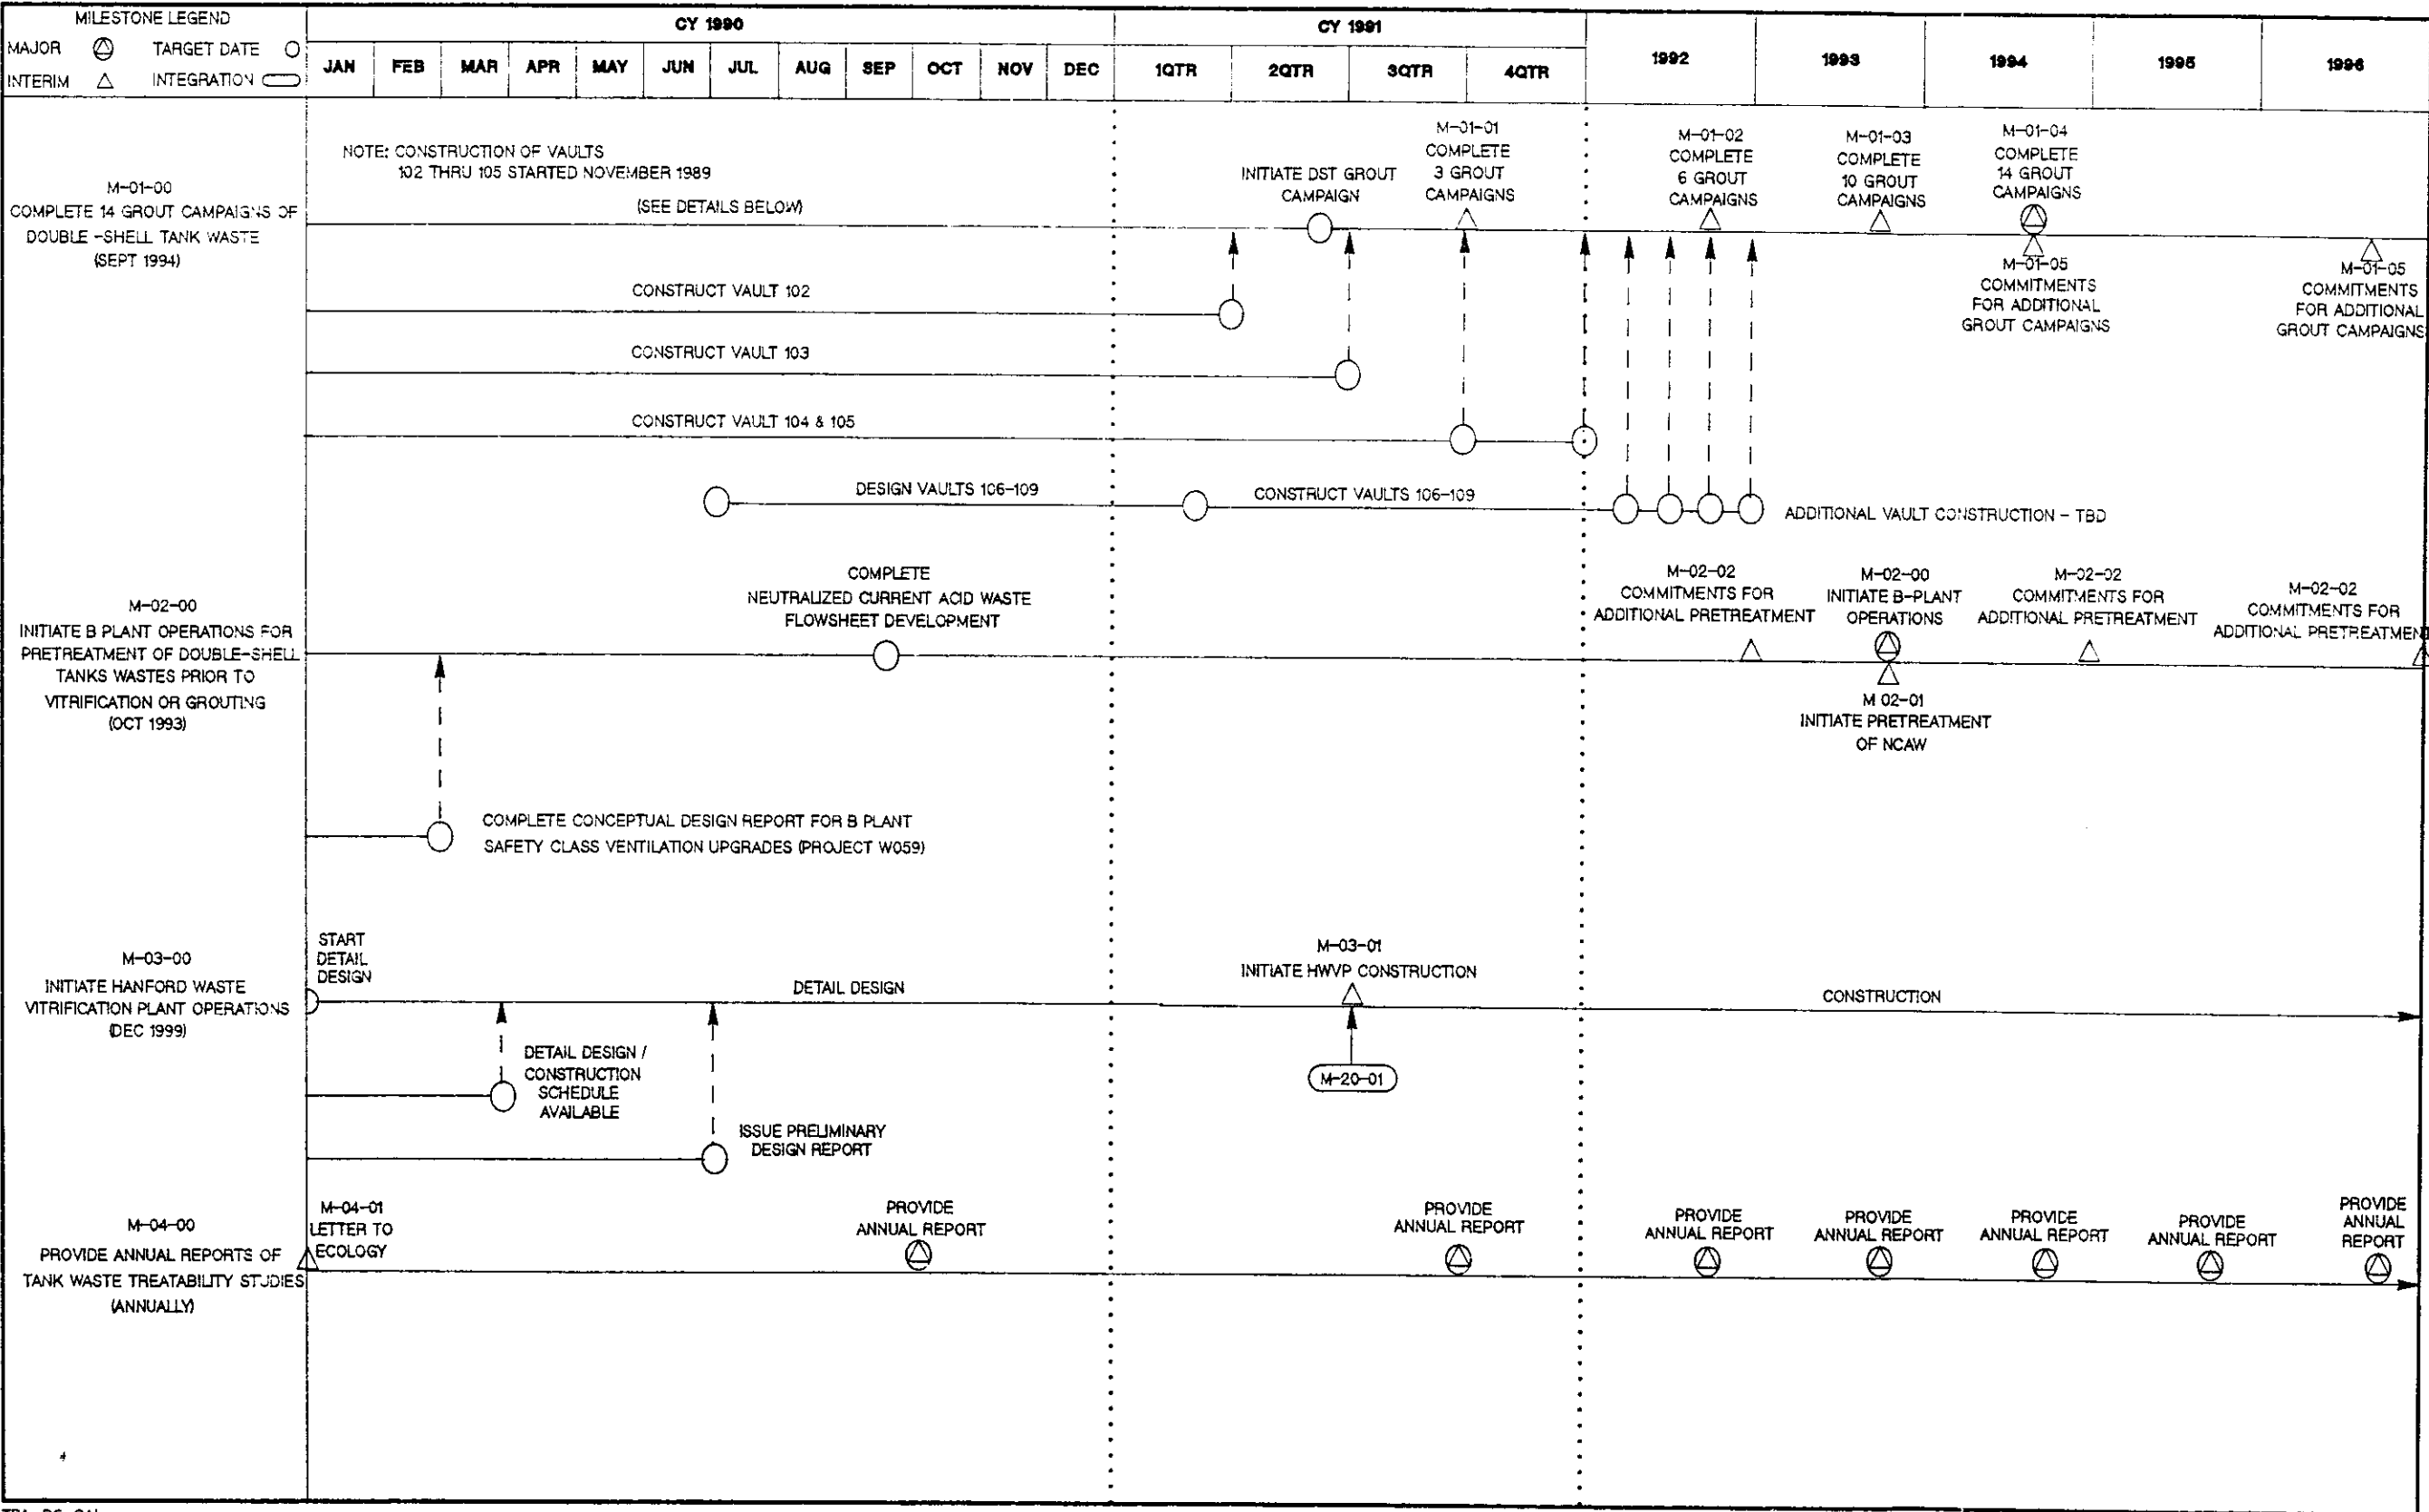 MILESTONE LEGEND
MAJOR TARGET DATE
INTERIM INTEGRATION
CY 1990
CY 1991
JAN FEB MAR APR MAY JUN JUL AUG SEP OCT NOV DEC
1QTR 2QTR 3QTR 4QTR
1992 1993 1994 1995 1996
M-01-00
COMPLETE 14 GROUT CAMPAIGNS OF
DOUBLE -SHELL TANK WASTE
(SEPT 1994)
NOTE: CONSTRUCTION OF VAULTS
102 THRU 105 STARTED NOVEMBER 1989
(SEE DETAILS BELOW)
INITIATE DST GROUT
CAMPAIGN
M-01-01
COMPLETE
3 GROUT
CAMPAIGNS
M-01-02
COMPLETE
6 GROUT
CAMPAIGNS
M-01-03
COMPLETE
10 GROUT
CAMPAIGNS
M-01-04
COMPLETE
14 GROUT
CAMPAIGNS
M-01-05
COMMITMENTS
FOR ADDITIONAL
GROUT CAMPAIGNS
M-01-05
COMMITMENTS
FOR ADDITIONAL
GROUT CAMPAIGNS
CONSTRUCT VAULT 102
CONSTRUCT VAULT 103
CONSTRUCT VAULT 104 & 105
DESIGN VAULTS 106-109
CONSTRUCT VAULTS 106-109
ADDITIONAL VAULT CONSTRUCTION - TBD
M-02-00
INITIATE B PLANT OPERATIONS FOR
PRETREATMENT OF DOUBLE-SHELL
TANKS WASTES PRIOR TO
VITRIFICATION OR GROUTING
(OCT 1993)
COMPLETE
NEUTRALIZED CURRENT ACID WASTE
FLOWSHEET DEVELOPMENT
M-02-02
COMMITMENTS FOR
ADDITIONAL PRETREATMENT
M-02-00
INITIATE B-PLANT
OPERATIONS
M-02-02
COMMITMENTS FOR
ADDITIONAL PRETREATMENT
M-02-02
COMMITMENTS FOR
ADDITIONAL PRETREATMENT
M 02-01
INITIATE PRETREATMENT
OF NCAW
COMPLETE CONCEPTUAL DESIGN REPORT FOR B PLANT
SAFETY CLASS VENTILATION UPGRADES (PROJECT W059)
M-03-00
INITIATE HANFORD WASTE
VITRIFICATION PLANT OPERATIONS
(DEC 1999)
START
DETAIL
DESIGN
DETAIL DESIGN
M-03-01
INITIATE HWVP CONSTRUCTION
CONSTRUCTION
M-20-01
DETAIL DESIGN /
CONSTRUCTION
SCHEDULE
AVAILABLE
ISSUE PRELIMINARY
DESIGN REPORT
M-04-00
PROVIDE ANNUAL REPORTS OF
TANK WASTE TREATABILITY STUDIES
(ANNUALLY)
M-04-01
LETTER TO
ECOLOGY
PROVIDE
ANNUAL REPORT
PROVIDE
ANNUAL REPORT
PROVIDE
ANNUAL REPORT
PROVIDE
ANNUAL REPORT
PROVIDE
ANNUAL REPORT
PROVIDE
ANNUAL REPORT
PROVIDE
ANNUAL
REPORT